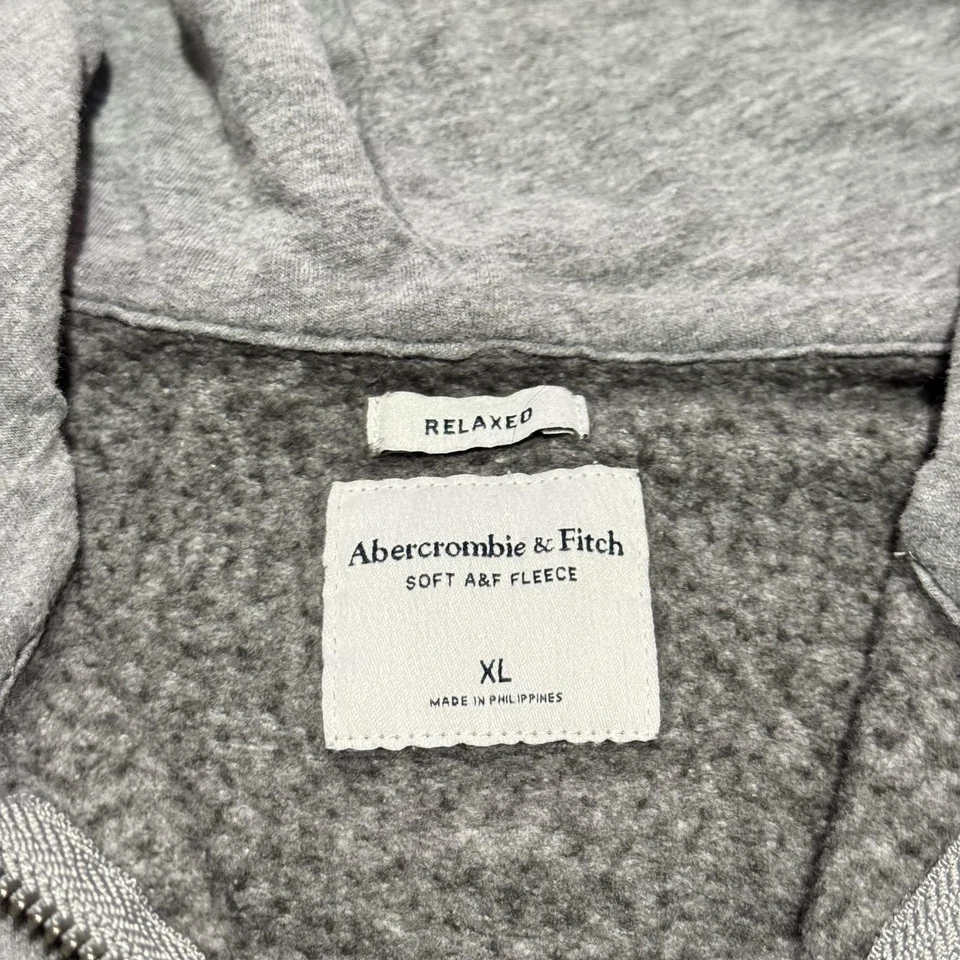 RELAXED
Abercrombie & Fitch
SOFT A&F FLEECE
XL
MADE IN PHILIPPINES